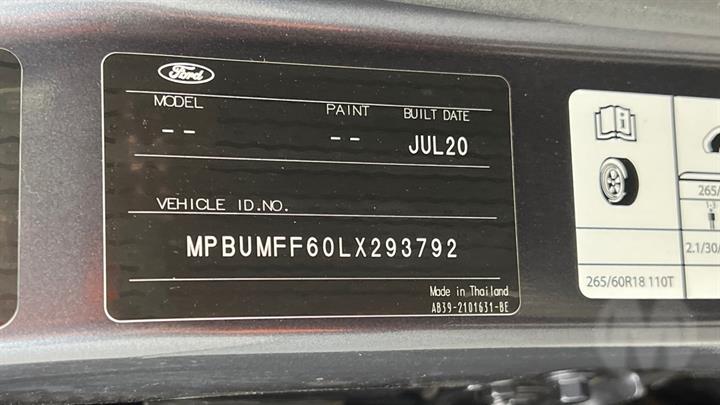 Ford
MODEL PAINT BUILT DATE
-- -- JUL20
VEHICLE ID.NO.
MPBUMFF60LX293792
Made in Thailand
AB39-2101631-BE
265/
2.1/30/
265/60R18 110T